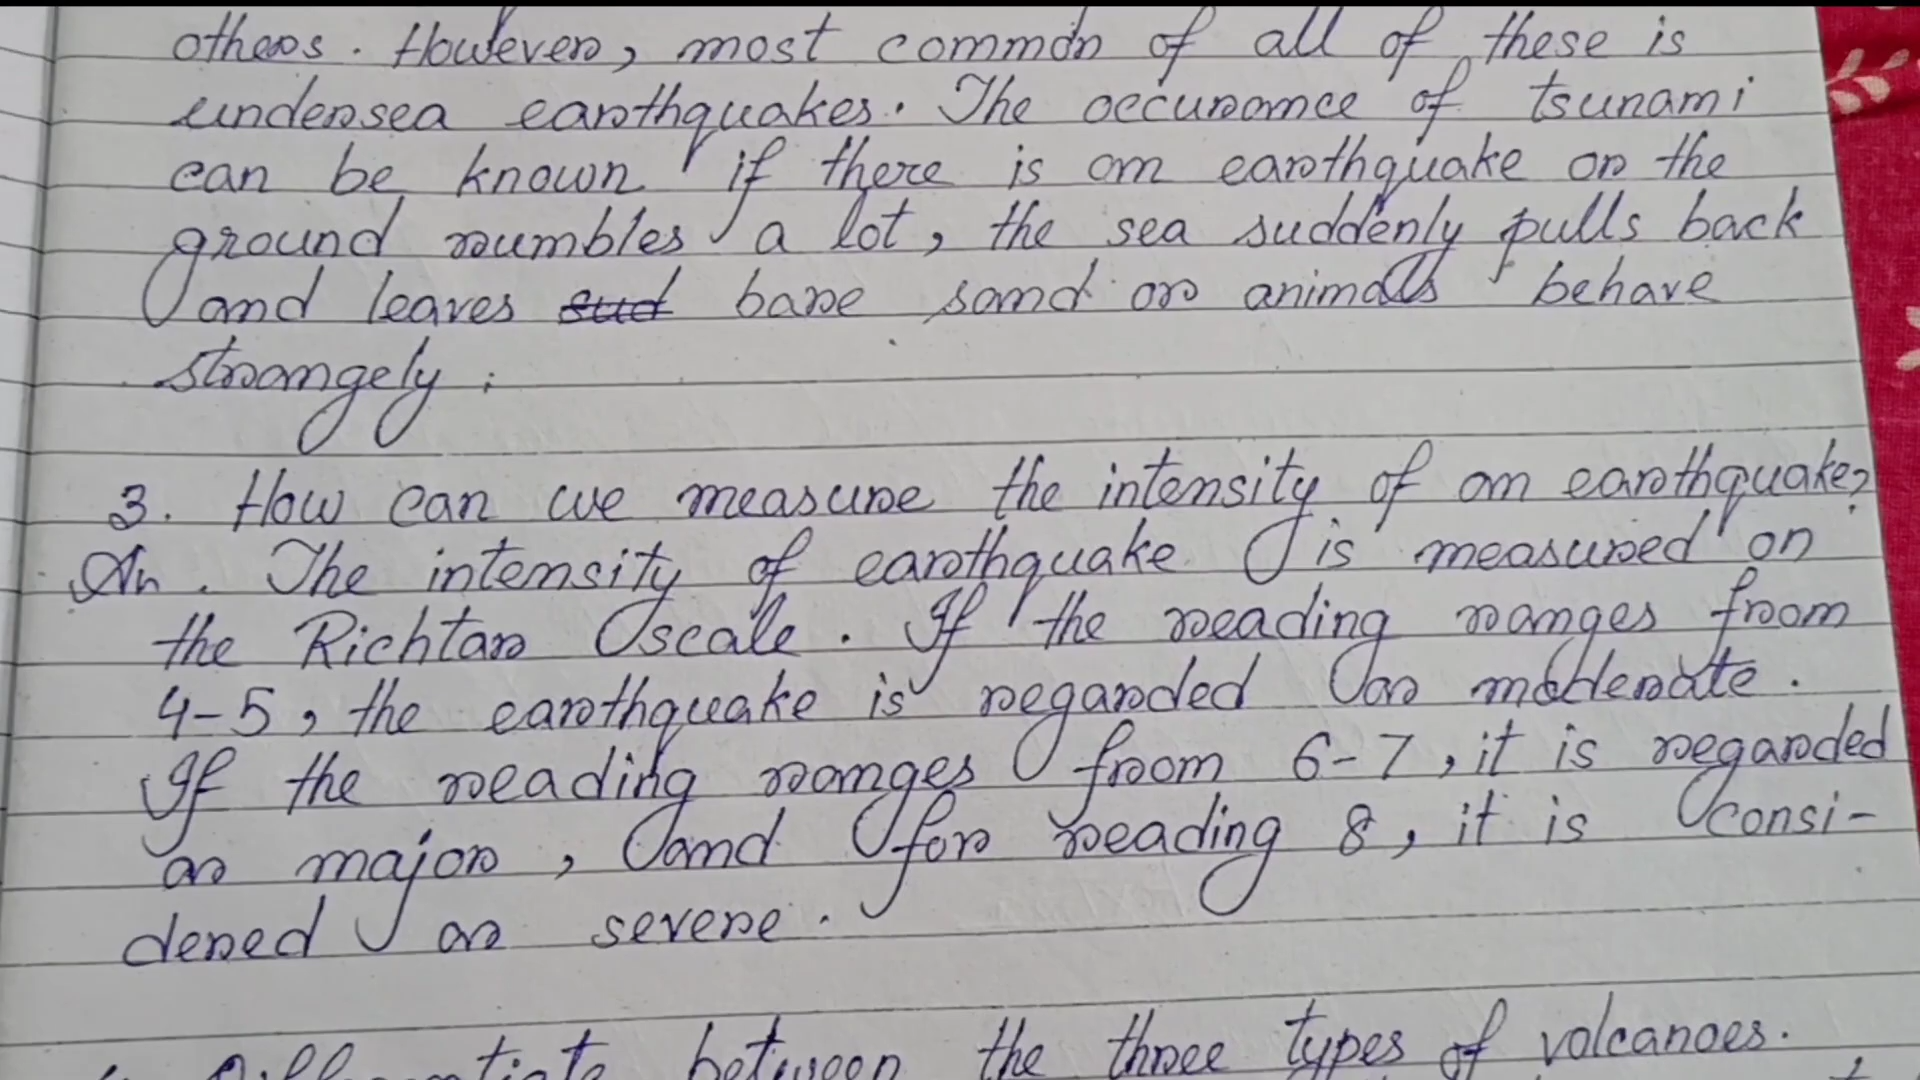 others. However, most common of all of these is
undersea earthquakes. The occurance of tsunami
can be known if there is an earthquake or the
ground rumbles a lot, the sea suddenly pulls back
and leaves sud bare sand or animals behave
strangely.
3. How can we measure the intensity of an earthquake?
An. The intensity of earthquake is measured on
the Richtar scale. If the reading ranges from
4-5, the earthquake is regarded as moderate.
If the reading ranges from 6-7, it is regarded
as major, and for reading 8, it is consi-
dered as severe.
between the three types of volcanoes.